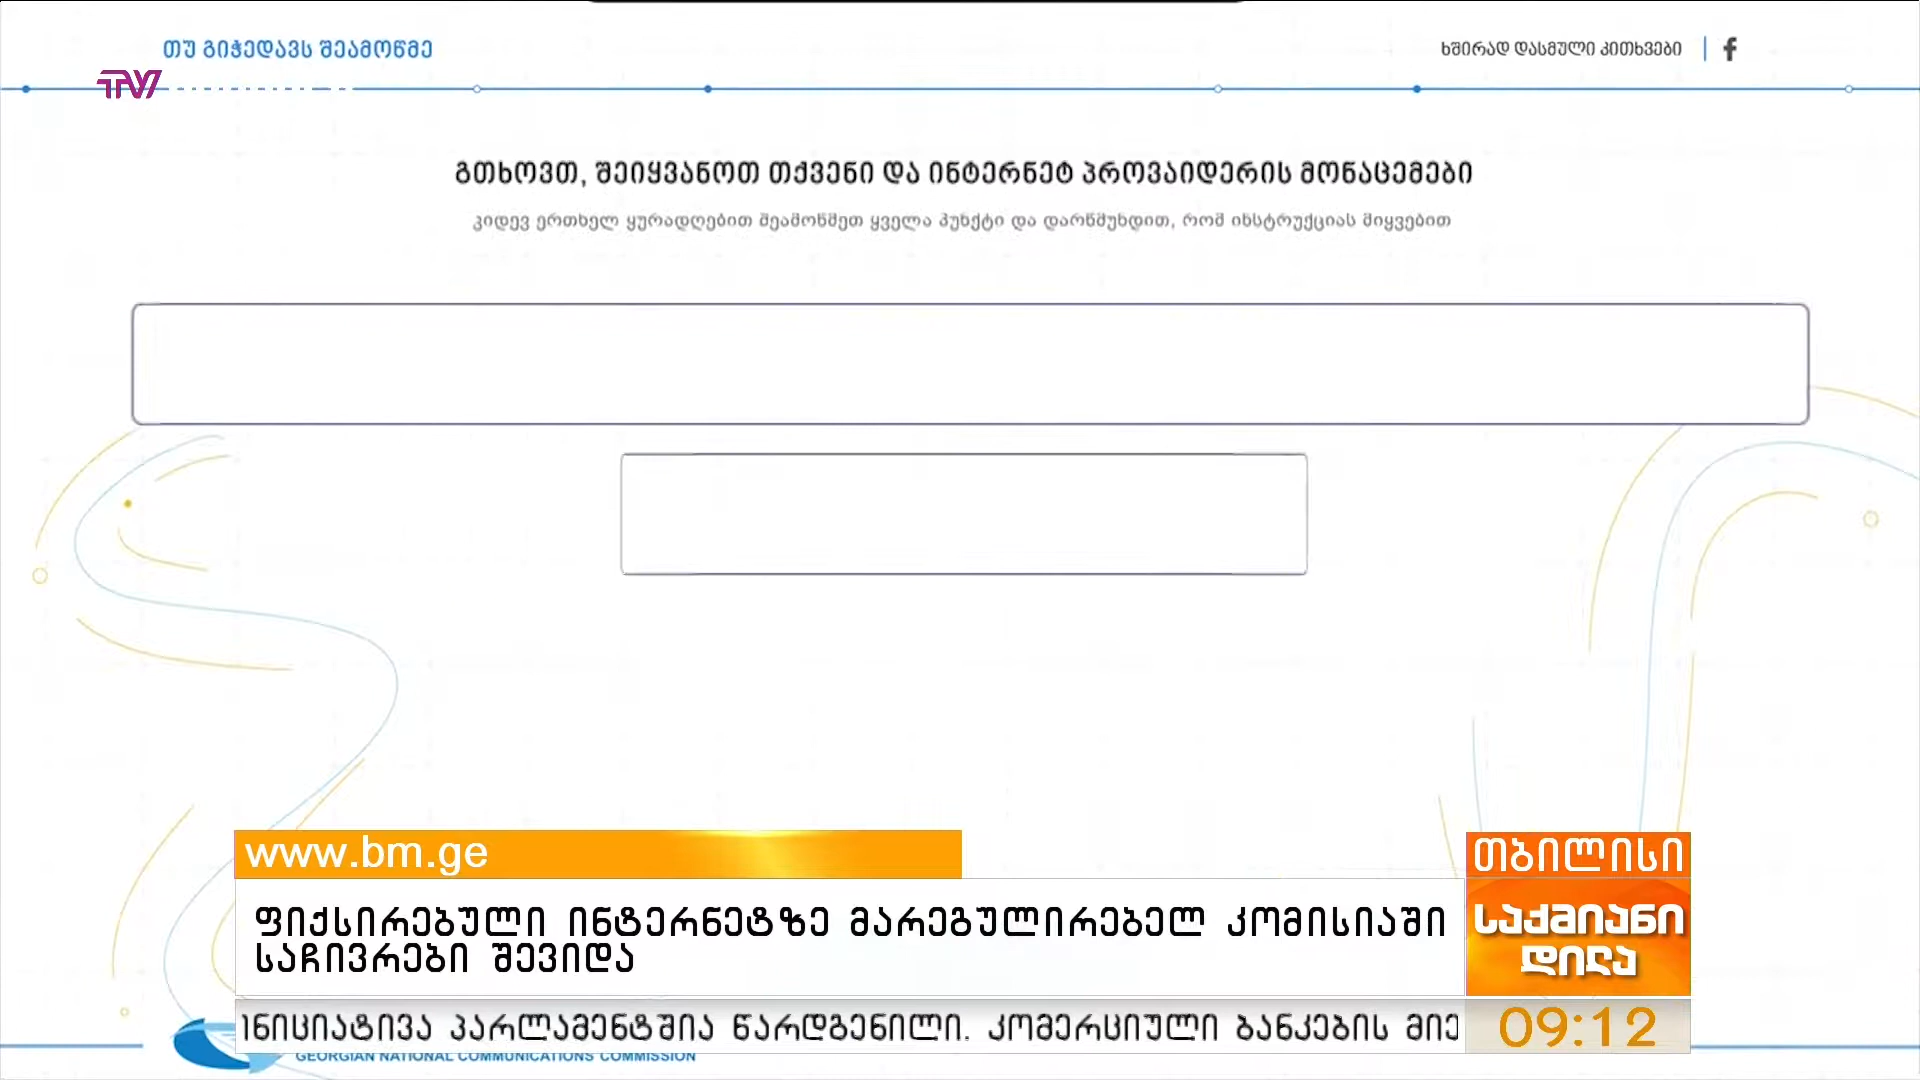 თუ გიჭედავს შეამოწმე
ხშირად დასმული კითხვები
TV1
გთხოვთ, შეიყვანოთ თქვენი და ინტერნეტ პროვაიდერის მონაცემები
კიდევ ერთხელ ყურადღებით შეამოწმეთ ყველა პუნქტი და დარწმუნდით, რომ ინსტრუქციას მიყვებით
www.bm.ge
თბილისი
ფიქსირებული ინტერნეტზე მარეგულირებელ კომისიაში
საჩივრები შევიდა
საქმიანი
დილა
ინიციატივა პარლამენტშია წარდგენილი. კომერციული ბანკების მიე
09:12
GEORGIAN NATIONAL COMMUNICATIONS COMMISSION